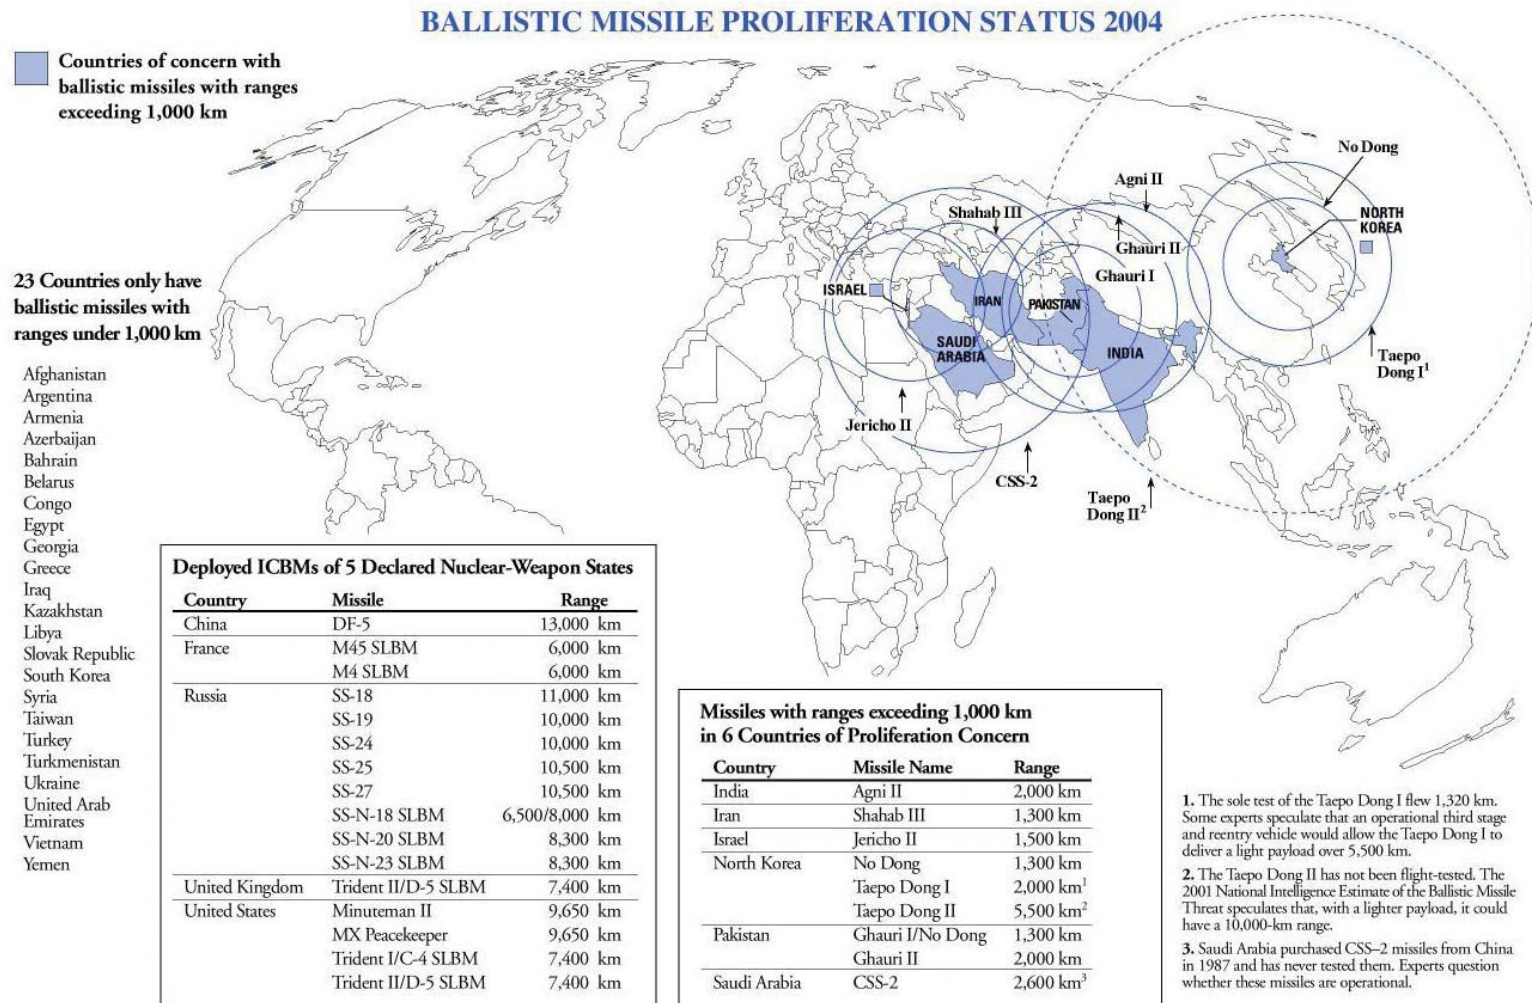 BALLISTIC MISSILE PROLIFERATION STATUS 2004
Countries of concern with
ballistic missiles with ranges
exceeding 1,000 km
No Dong
Agni II
Shahab III
NORTH
KOREA
Ghauri II
Ghauri I
ISRAEL
IRAN
PAKISTAN
SAUDI
ARABIA
INDIA
Taepo
Dong I¹
Jericho II
CSS-2
Taepo
Dong II²
23 Countries only have
ballistic missiles with
ranges under 1,000 km
Afghanistan
Argentina
Armenia
Azerbaijan
Bahrain
Belarus
Congo
Egypt
Georgia
Greece
Iraq
Kazakhstan
Libya
Slovak Republic
South Korea
Syria
Taiwan
Turkey
Turkmenistan
Ukraine
United Arab
Emirates
Vietnam
Yemen
Deployed ICBMs of 5 Declared Nuclear-Weapon States
Country Missile Range
China DF-5 13,000 km
France M45 SLBM 6,000 km
M4 SLBM 6,000 km
Russia SS-18 11,000 km
SS-19 10,000 km
SS-24 10,000 km
SS-25 10,500 km
SS-27 10,500 km
SS-N-18 SLBM 6,500/8,000 km
SS-N-20 SLBM 8,300 km
SS-N-23 SLBM 8,300 km
United Kingdom Trident II/D-5 SLBM 7,400 km
United States Minuteman II 9,650 km
MX Peacekeeper 9,650 km
Trident I/C-4 SLBM 7,400 km
Trident II/D-5 SLBM 7,400 km
Missiles with ranges exceeding 1,000 km
in 6 Countries of Proliferation Concern
Country Missile Name Range
India Agni II 2,000 km
Iran Shahab III 1,300 km
Israel Jericho II 1,500 km
North Korea No Dong 1,300 km
Taepo Dong I 2,000 km¹
Taepo Dong II 5,500 km²
Pakistan Ghauri I/No Dong 1,300 km
Ghauri II 2,000 km
Saudi Arabia CSS-2 2,600 km³
1. The sole test of the Taepo Dong I flew 1,320 km.
Some experts speculate that an operational third stage
and reentry vehicle would allow the Taepo Dong I to
deliver a light payload over 5,500 km.
2. The Taepo Dong II has not been flight-tested. The
2001 National Intelligence Estimate of the Ballistic Missile
Threat speculates that, with a lighter payload, it could
have a 10,000-km range.
3. Saudi Arabia purchased CSS–2 missiles from China
in 1987 and has never tested them. Experts question
whether these missiles are operational.